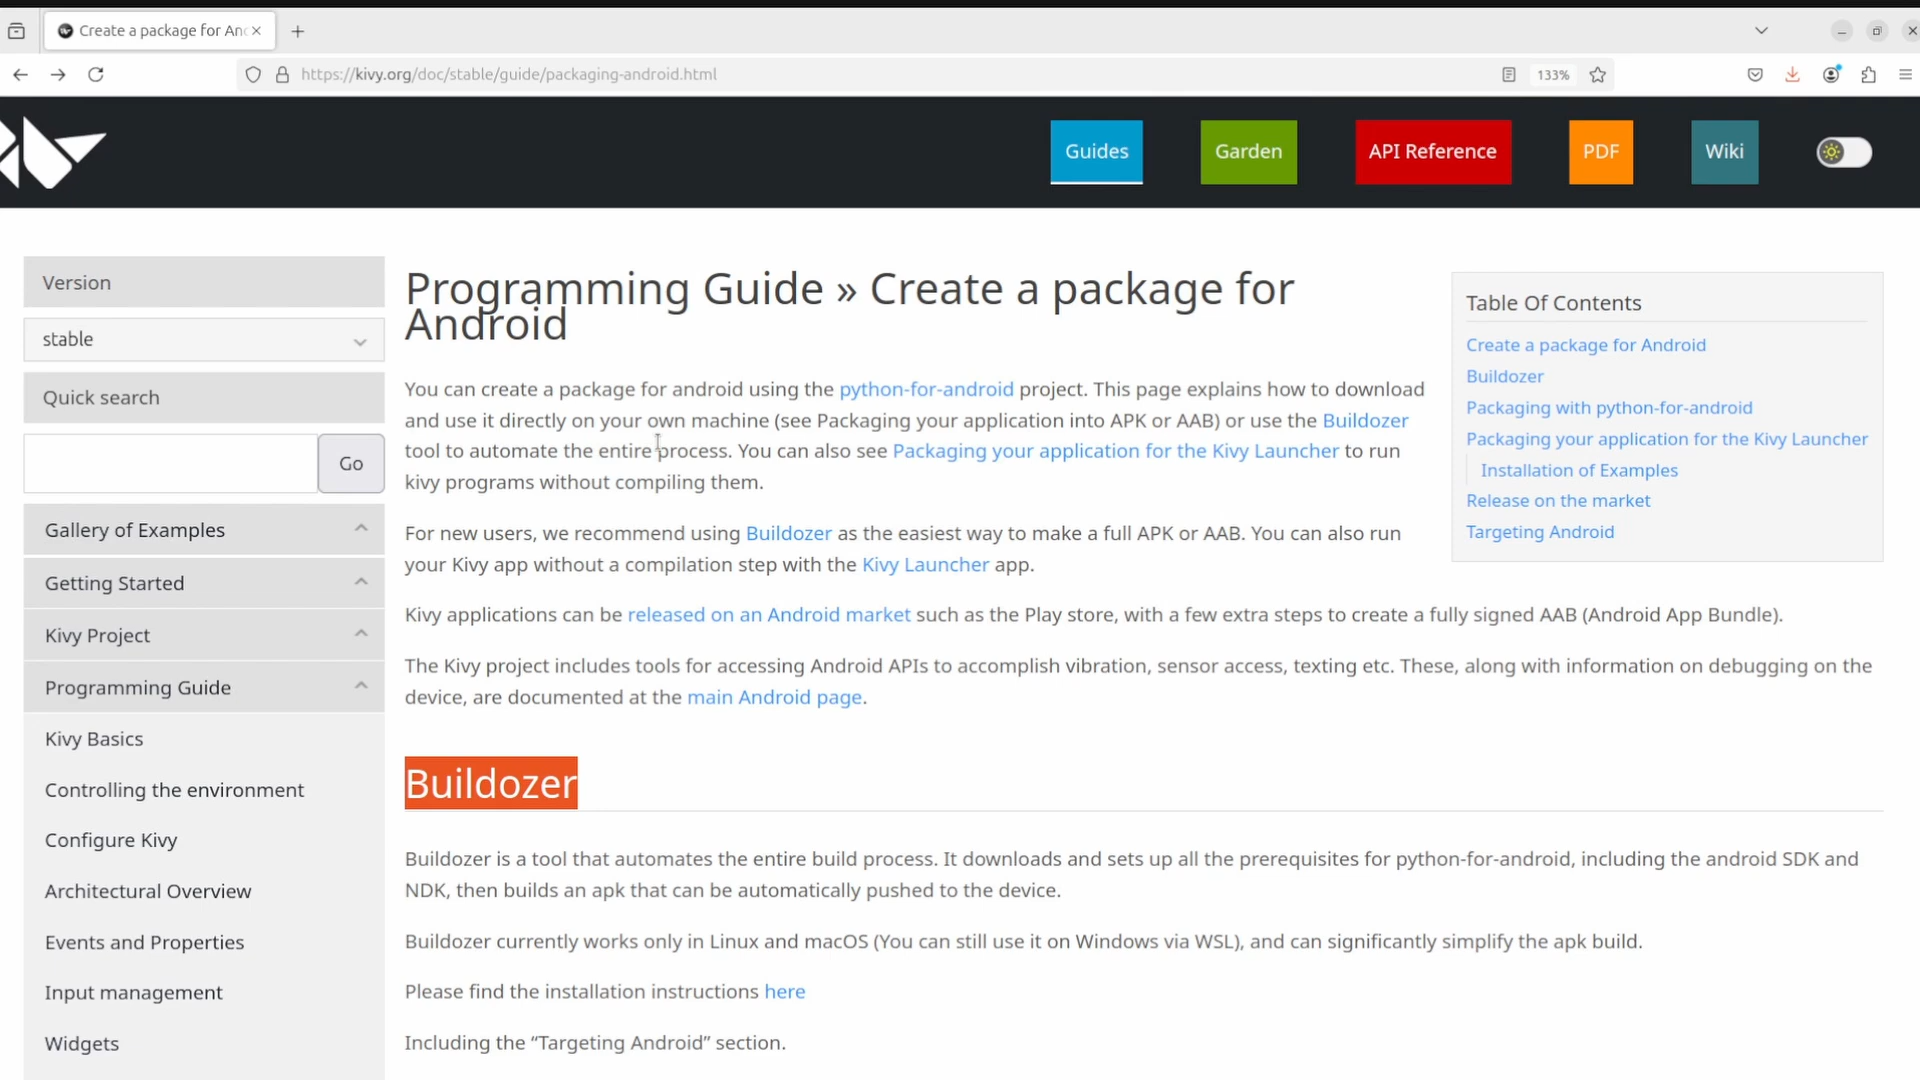 Create a package for And
https://kivy.org/doc/stable/guide/packaging-android.html
133%
Guides
Garden
API Reference
PDF
Wiki
Version
stable
Quick search
Go
Gallery of Examples
Getting Started
Kivy Project
Programming Guide
Kivy Basics
Controlling the environment
Configure Kivy
Architectural Overview
Events and Properties
Input management
Widgets
Programming Guide » Create a package for
Android
You can create a package for android using the python-for-android project. This page explains how to download
and use it directly on your own machine (see Packaging your application into APK or AAB) or use the Buildozer
tool to automate the entire process. You can also see Packaging your application for the Kivy Launcher to run
kivy programs without compiling them.
For new users, we recommend using Buildozer as the easiest way to make a full APK or AAB. You can also run
your Kivy app without a compilation step with the Kivy Launcher app.
Kivy applications can be released on an Android market such as the Play store, with a few extra steps to create a fully signed AAB (Android App Bundle).
The Kivy project includes tools for accessing Android APIs to accomplish vibration, sensor access, texting etc. These, along with information on debugging on the
device, are documented at the main Android page.
Buildozer
Buildozer is a tool that automates the entire build process. It downloads and sets up all the prerequisites for python-for-android, including the android SDK and
NDK, then builds an apk that can be automatically pushed to the device.
Buildozer currently works only in Linux and macOS (You can still use it on Windows via WSL), and can significantly simplify the apk build.
Please find the installation instructions here
Including the “Targeting Android” section.
Table Of Contents
Create a package for Android
Buildozer
Packaging with python-for-android
Packaging your application for the Kivy Launcher
Installation of Examples
Release on the market
Targeting Android